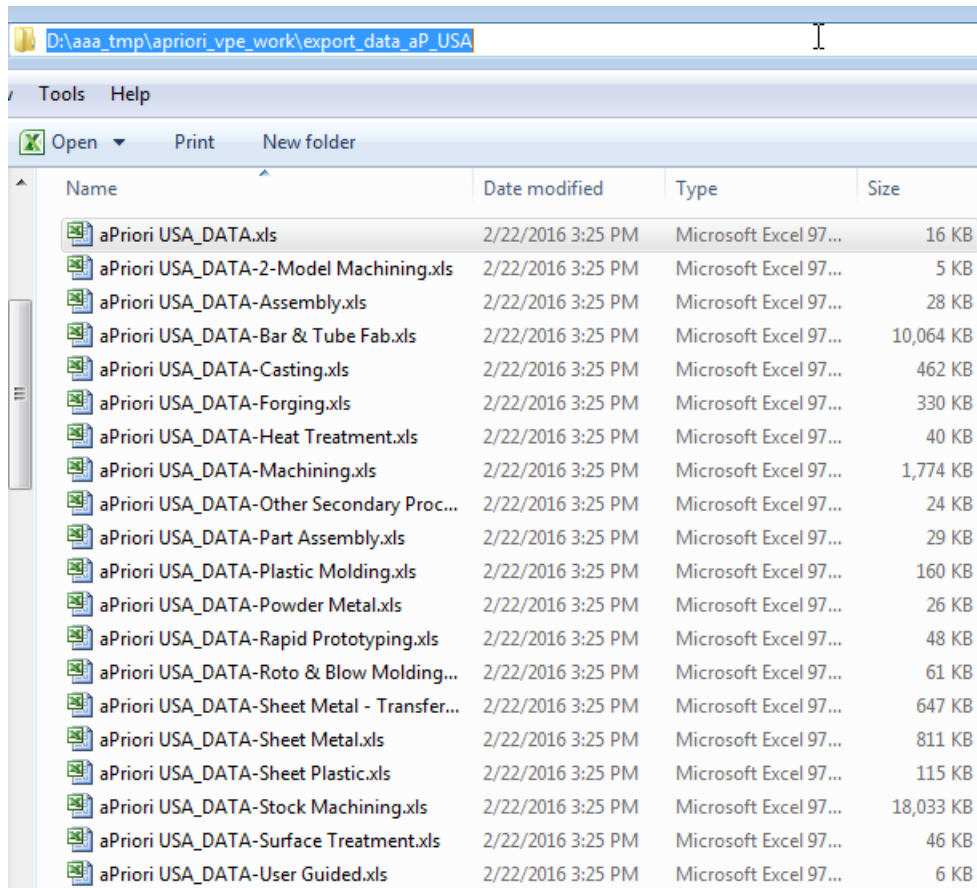 D:\aaa_tmp\apriori_vpe_work\export_data_aP_USA
Tools Help
Open Print New folder
Name Date modified Type Size
aPriori USA_DATA.xls 2/22/2016 3:25 PM Microsoft Excel 97... 16 KB
aPriori USA_DATA-2-Model Machining.xls 2/22/2016 3:25 PM Microsoft Excel 97... 5 KB
aPriori USA_DATA-Assembly.xls 2/22/2016 3:25 PM Microsoft Excel 97... 28 KB
aPriori USA_DATA-Bar & Tube Fab.xls 2/22/2016 3:25 PM Microsoft Excel 97... 10,064 KB
aPriori USA_DATA-Casting.xls 2/22/2016 3:25 PM Microsoft Excel 97... 462 KB
aPriori USA_DATA-Forging.xls 2/22/2016 3:25 PM Microsoft Excel 97... 330 KB
aPriori USA_DATA-Heat Treatment.xls 2/22/2016 3:25 PM Microsoft Excel 97... 40 KB
aPriori USA_DATA-Machining.xls 2/22/2016 3:25 PM Microsoft Excel 97... 1,774 KB
aPriori USA_DATA-Other Secondary Proc... 2/22/2016 3:25 PM Microsoft Excel 97... 24 KB
aPriori USA_DATA-Part Assembly.xls 2/22/2016 3:25 PM Microsoft Excel 97... 29 KB
aPriori USA_DATA-Plastic Molding.xls 2/22/2016 3:25 PM Microsoft Excel 97... 160 KB
aPriori USA_DATA-Powder Metal.xls 2/22/2016 3:25 PM Microsoft Excel 97... 26 KB
aPriori USA_DATA-Rapid Prototyping.xls 2/22/2016 3:25 PM Microsoft Excel 97... 48 KB
aPriori USA_DATA-Roto & Blow Molding... 2/22/2016 3:25 PM Microsoft Excel 97... 61 KB
aPriori USA_DATA-Sheet Metal - Transfer... 2/22/2016 3:25 PM Microsoft Excel 97... 647 KB
aPriori USA_DATA-Sheet Metal.xls 2/22/2016 3:25 PM Microsoft Excel 97... 811 KB
aPriori USA_DATA-Sheet Plastic.xls 2/22/2016 3:25 PM Microsoft Excel 97... 115 KB
aPriori USA_DATA-Stock Machining.xls 2/22/2016 3:25 PM Microsoft Excel 97... 18,033 KB
aPriori USA_DATA-Surface Treatment.xls 2/22/2016 3:25 PM Microsoft Excel 97... 46 KB
aPriori USA_DATA-User Guided.xls 2/22/2016 3:25 PM Microsoft Excel 97... 6 KB